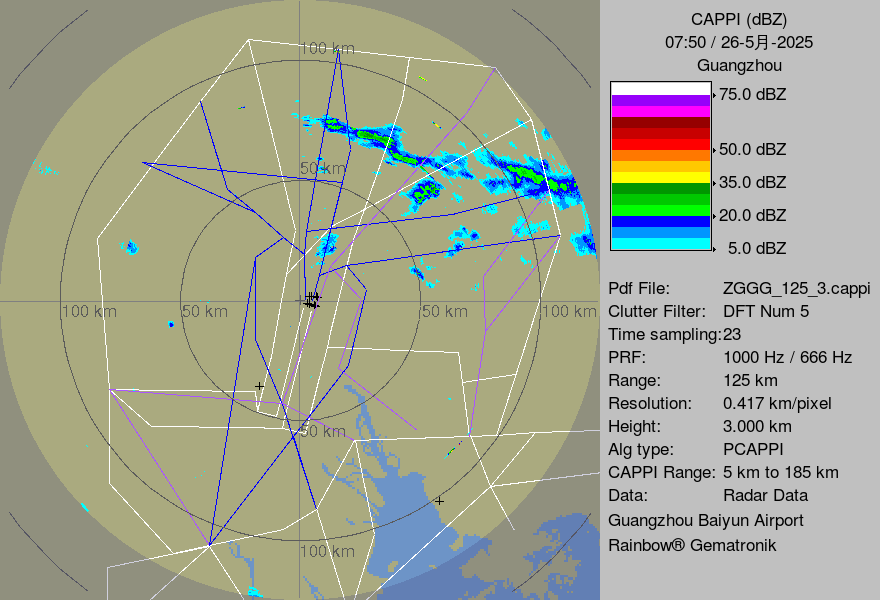 CAPPI (dBZ)
07:50 / 26-5月-2025
Guangzhou
75.0 dBZ
50.0 dBZ
35.0 dBZ
20.0 dBZ
5.0 dBZ
Pdf File: ZGGG_125_3.cappi
Clutter Filter: DFT Num 5
Time sampling:23
PRF: 1000 Hz / 666 Hz
Range: 125 km
Resolution: 0.417 km/pixel
Height: 3.000 km
Alg type: PCAPPI
CAPPI Range: 5 km to 185 km
Data: Radar Data
Guangzhou Baiyun Airport
Rainbow® Gematronik
100 km
50 km
100 km
50 km
50 km
100 km
50 km
100 km